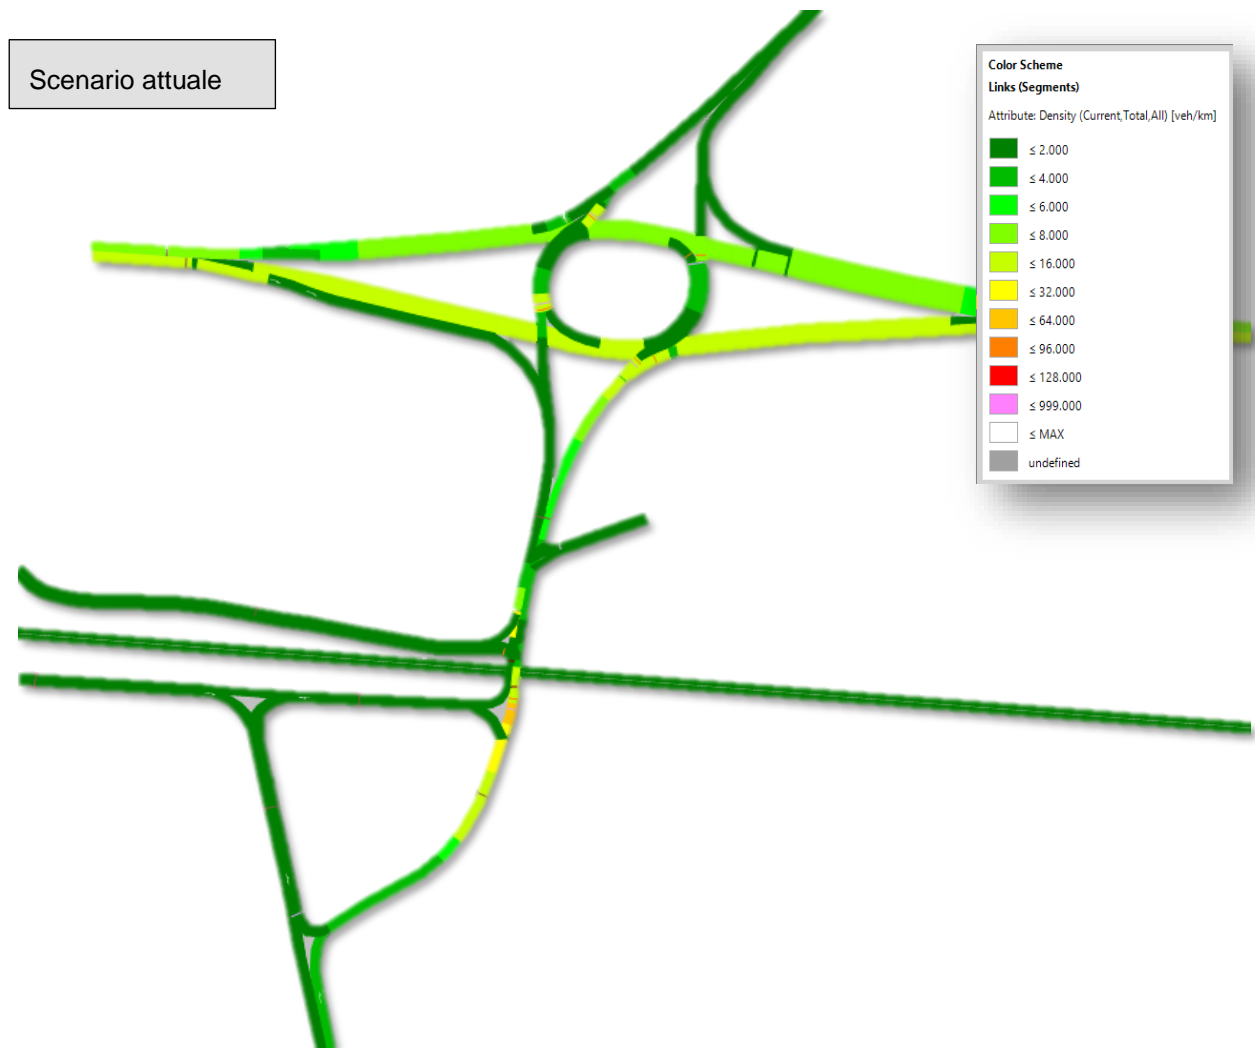 Scenario attuale
Color Scheme
Links (Segments)
Attribute: Density (Current,Total,All) [veh/km]
≤ 2.000
≤ 4.000
≤ 6.000
≤ 8.000
≤ 16.000
≤ 32.000
≤ 64.000
≤ 96.000
≤ 128.000
≤ 999.000
≤ MAX
undefined